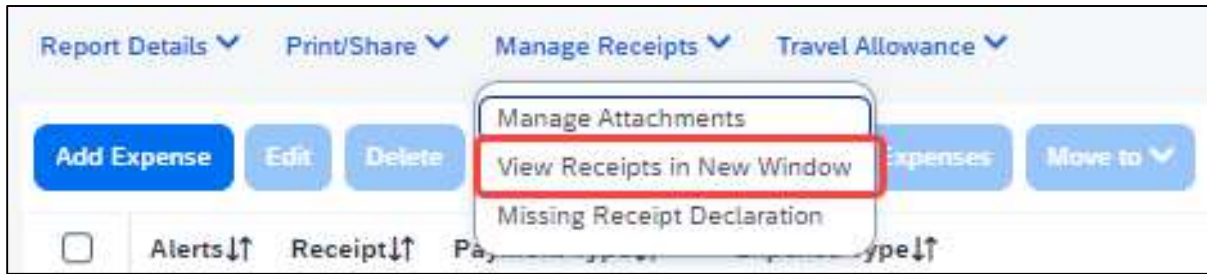 Report Details Print/Share Manage Receipts Travel Allowance
Manage Attachments
Add Expense Edit Delete View Receipts in New Window Expenses Move to
Missing Receipt Declaration
Alerts↓↑ Receipt↓↑